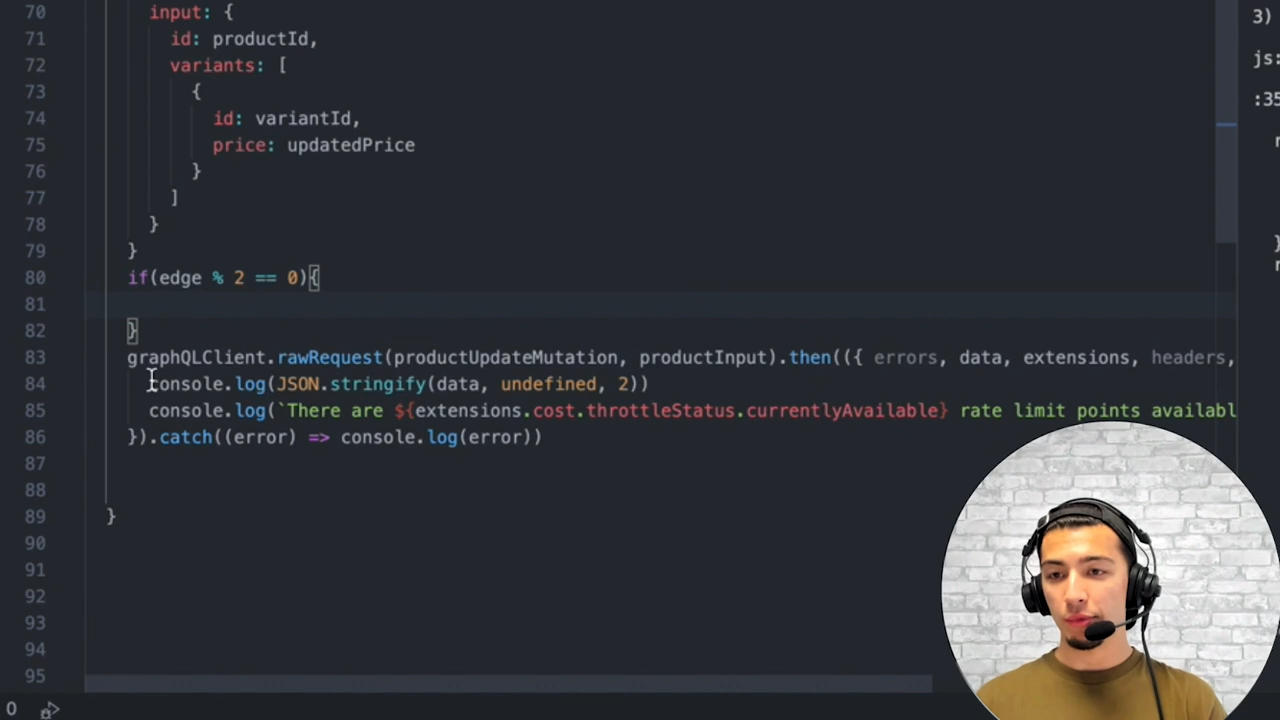 70 input: {
71 id: productId,
72 variants: [
73 {
74 id: variantId,
75 price: updatedPrice
76 }
77 ]
78 }
79 }
80 if(edge % 2 == 0){
81
82 }
83 graphQLClient.rawRequest(productUpdateMutation, productInput).then(({ errors, data, extensions, headers,
84 console.log(JSON.stringify(data, undefined, 2))
85 console.log(`There are ${extensions.cost.throttleStatus.currentlyAvailable} rate limit points availabl
86 }).catch((error) => console.log(error))
87
88
89 }
90
91
92
93
94
95
0
3)
js:
:35
}